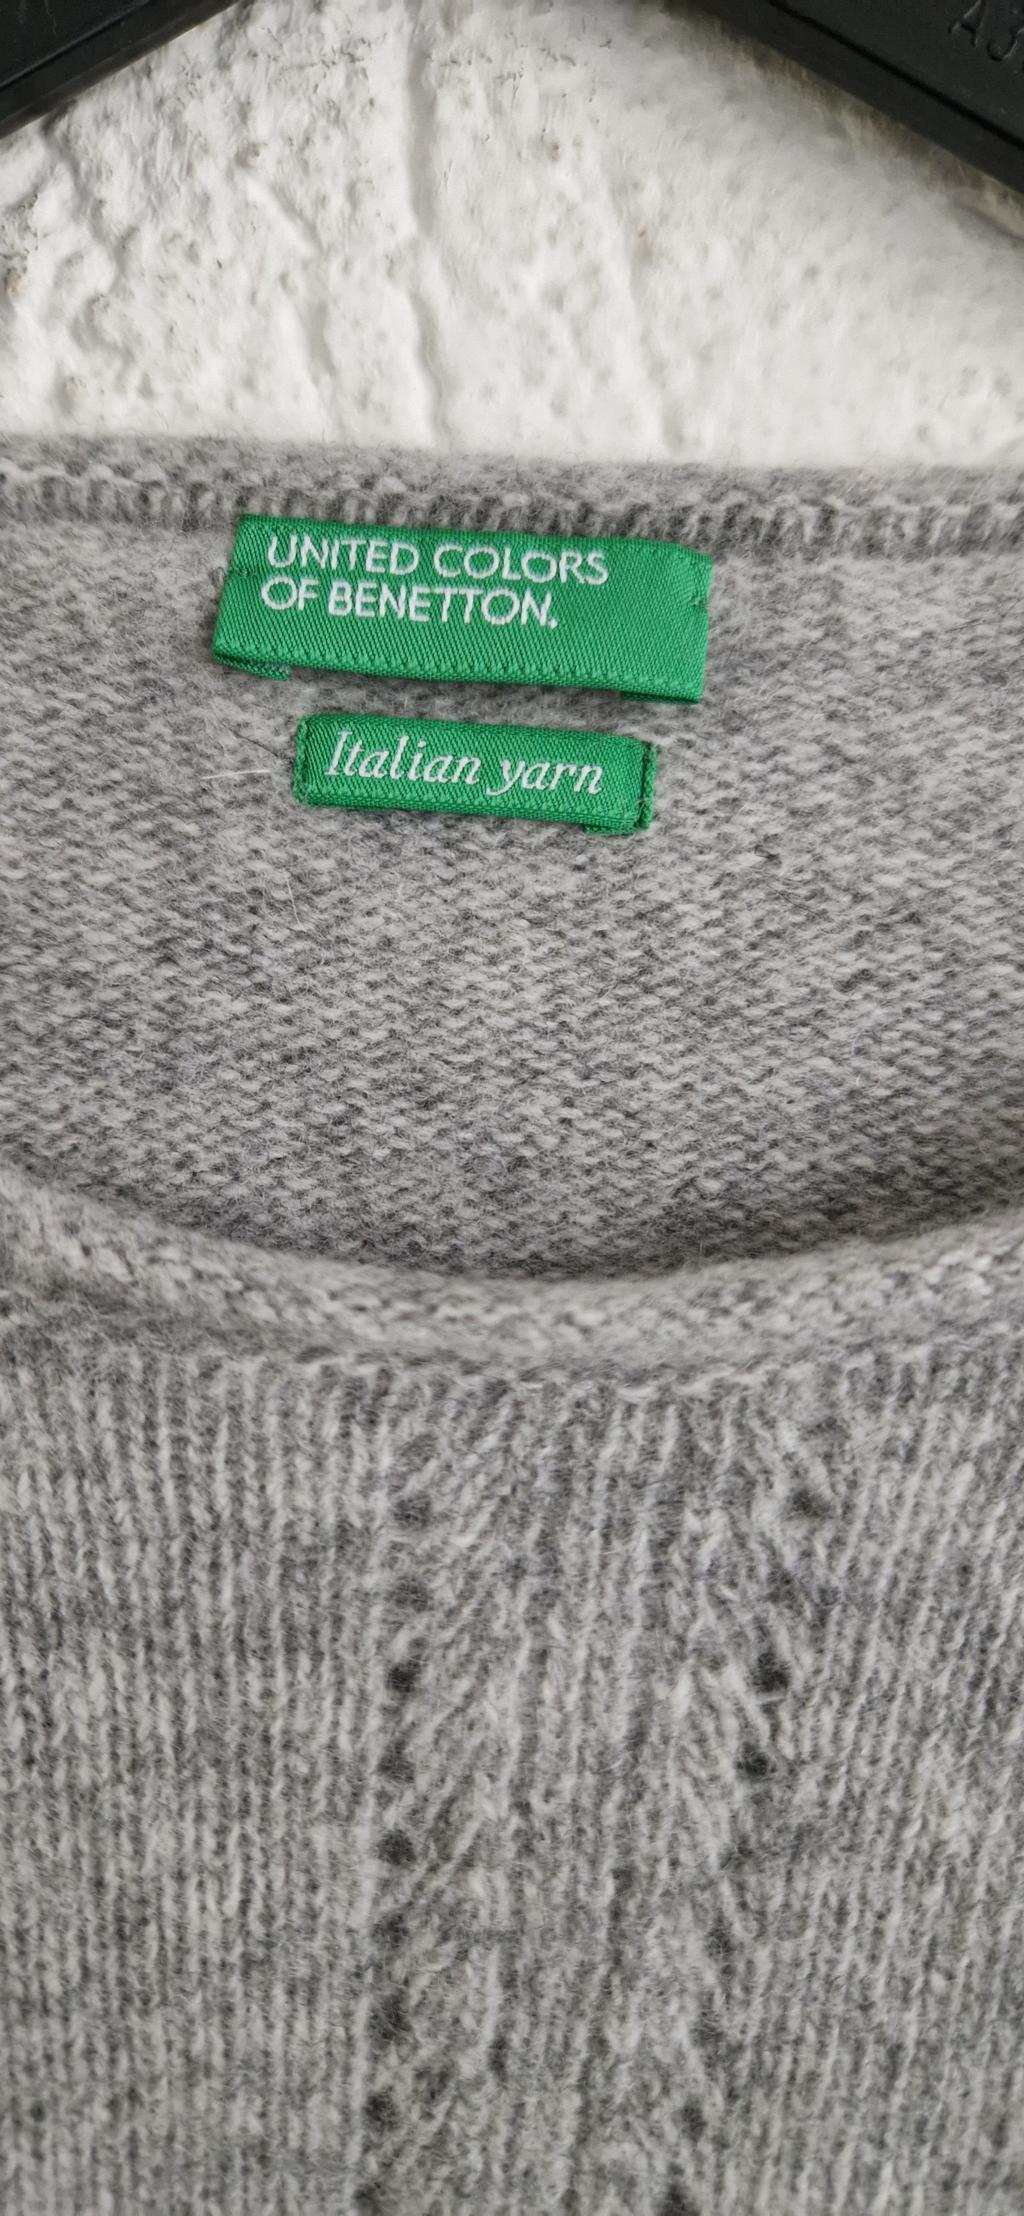 UNITED COLORS
OF BENETTON.
Italian yarn